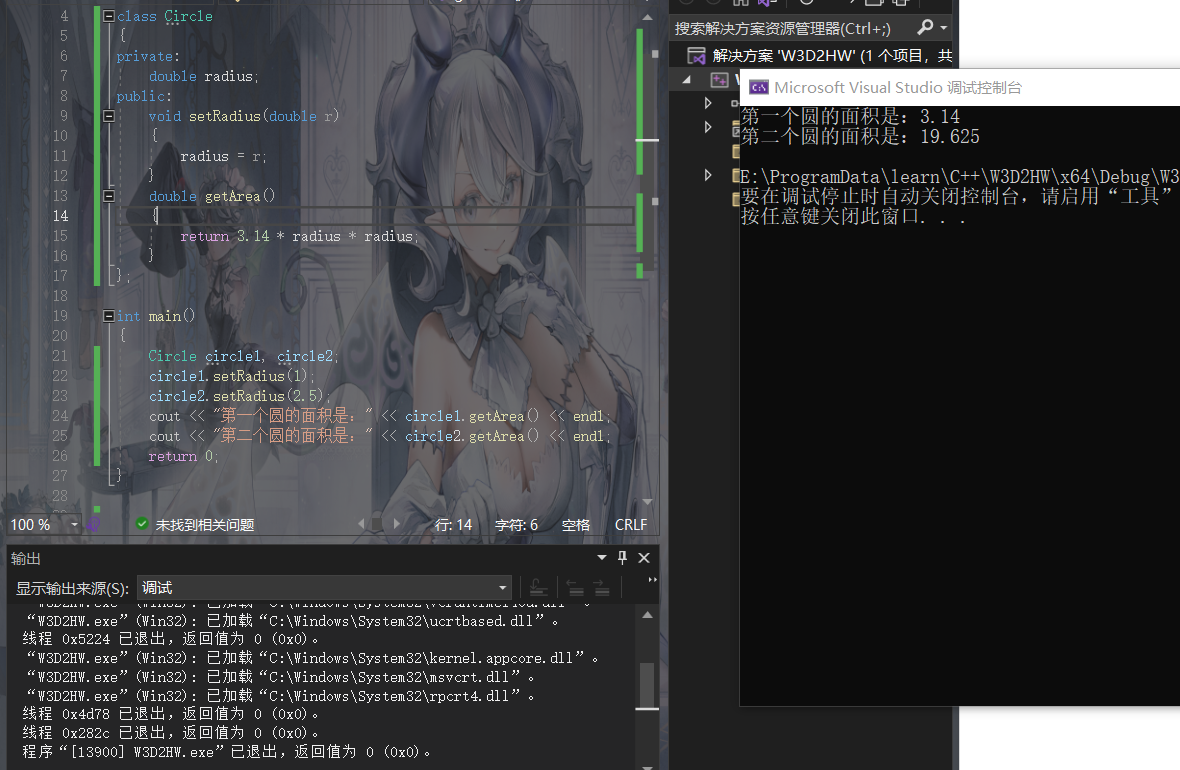 4 class Circle
5 {
6 private:
7 double radius;
8 public:
9 void setRadius(double r)
10 {
11 radius = r;
12 }
13 double getArea()
14 {
15 return 3.14 * radius * radius;
16 }
17 };
18
19 int main()
20 {
21 Circle circle1, circle2;
22 circle1.setRadius(1);
23 circle2.setRadius(2.5);
24 cout << "第一个圆的面积是：" << circle1.getArea() << endl;
25 cout << "第二个圆的面积是：" << circle2.getArea() << endl;
26 return 0;
27 }
28
100 % 未找到相关问题 行: 14 字符: 6 空格 CRLF
输出
显示输出来源(S): 调试
“W3D2HW.exe”(Win32): 已加载“C:\Windows\System32\ucrtbased.dll”。
线程 0x5224 已退出，返回值为 0 (0x0)。
“W3D2HW.exe”(Win32): 已加载“C:\Windows\System32\kernel.appcore.dll”。
“W3D2HW.exe”(Win32): 已加载“C:\Windows\System32\msvcrt.dll”。
“W3D2HW.exe”(Win32): 已加载“C:\Windows\System32\rpcrt4.dll”。
线程 0x4d78 已退出，返回值为 0 (0x0)。
线程 0x282c 已退出，返回值为 0 (0x0)。
程序“[13900] W3D2HW.exe”已退出，返回值为 0 (0x0)。
搜索解决方案资源管理器(Ctrl+;)
解决方案 'W3D2HW' (1 个项目，共
Microsoft Visual Studio 调试控制台
第一个圆的面积是：3.14
第二个圆的面积是：19.625
E:\ProgramData\learn\C++\W3D2HW\x64\Debug\W3
要在调试停止时自动关闭控制台，请启用“工具”
按任意键关闭此窗口. . .